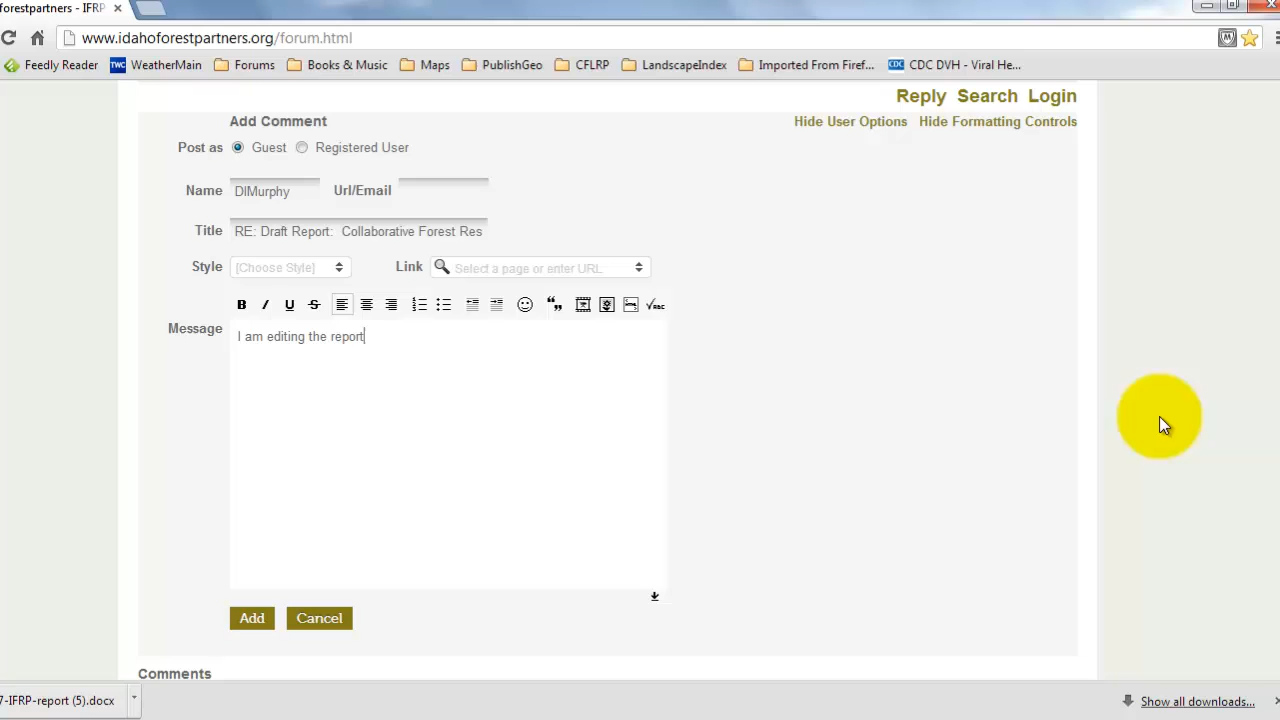 forestpartners - IFRP
www.idahoforestpartners.org/forum.html
Feedly Reader WeatherMain Forums Books & Music Maps PublishGeo CFLRP LandscapeIndex Imported From Firef... CDC DVH - Viral He...
Reply Search Login
Add Comment Hide User Options Hide Formatting Controls
Post as Guest Registered User
Name DIMurphy Url/Email
Title RE: Draft Report: Collaborative Forest Res
Style [Choose Style] Link Select a page or enter URL
Message I am editing the report
Add Cancel
Comments
7-IFRP-report (5).docx Show all downloads...